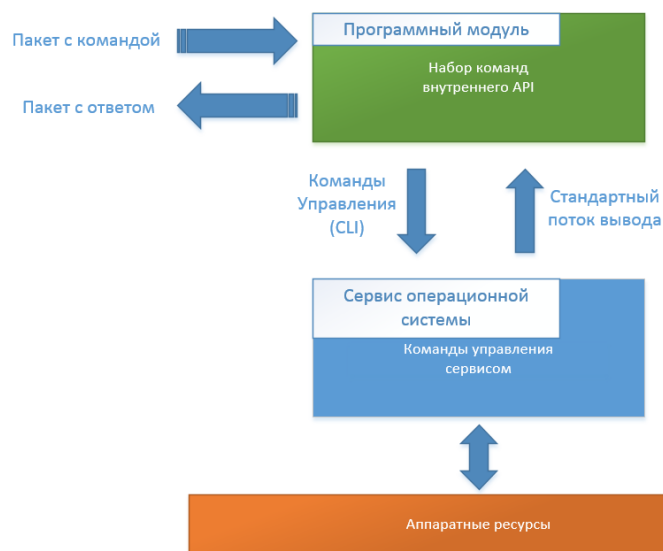 Пакет с командой
Программный модуль
Набор команд
внутреннего API
Пакет с ответом
Команды
Управления
(CLI)
Стандартный
поток вывода
Сервис операционной
системы
Команды управления
сервисом
Аппаратные ресурсы